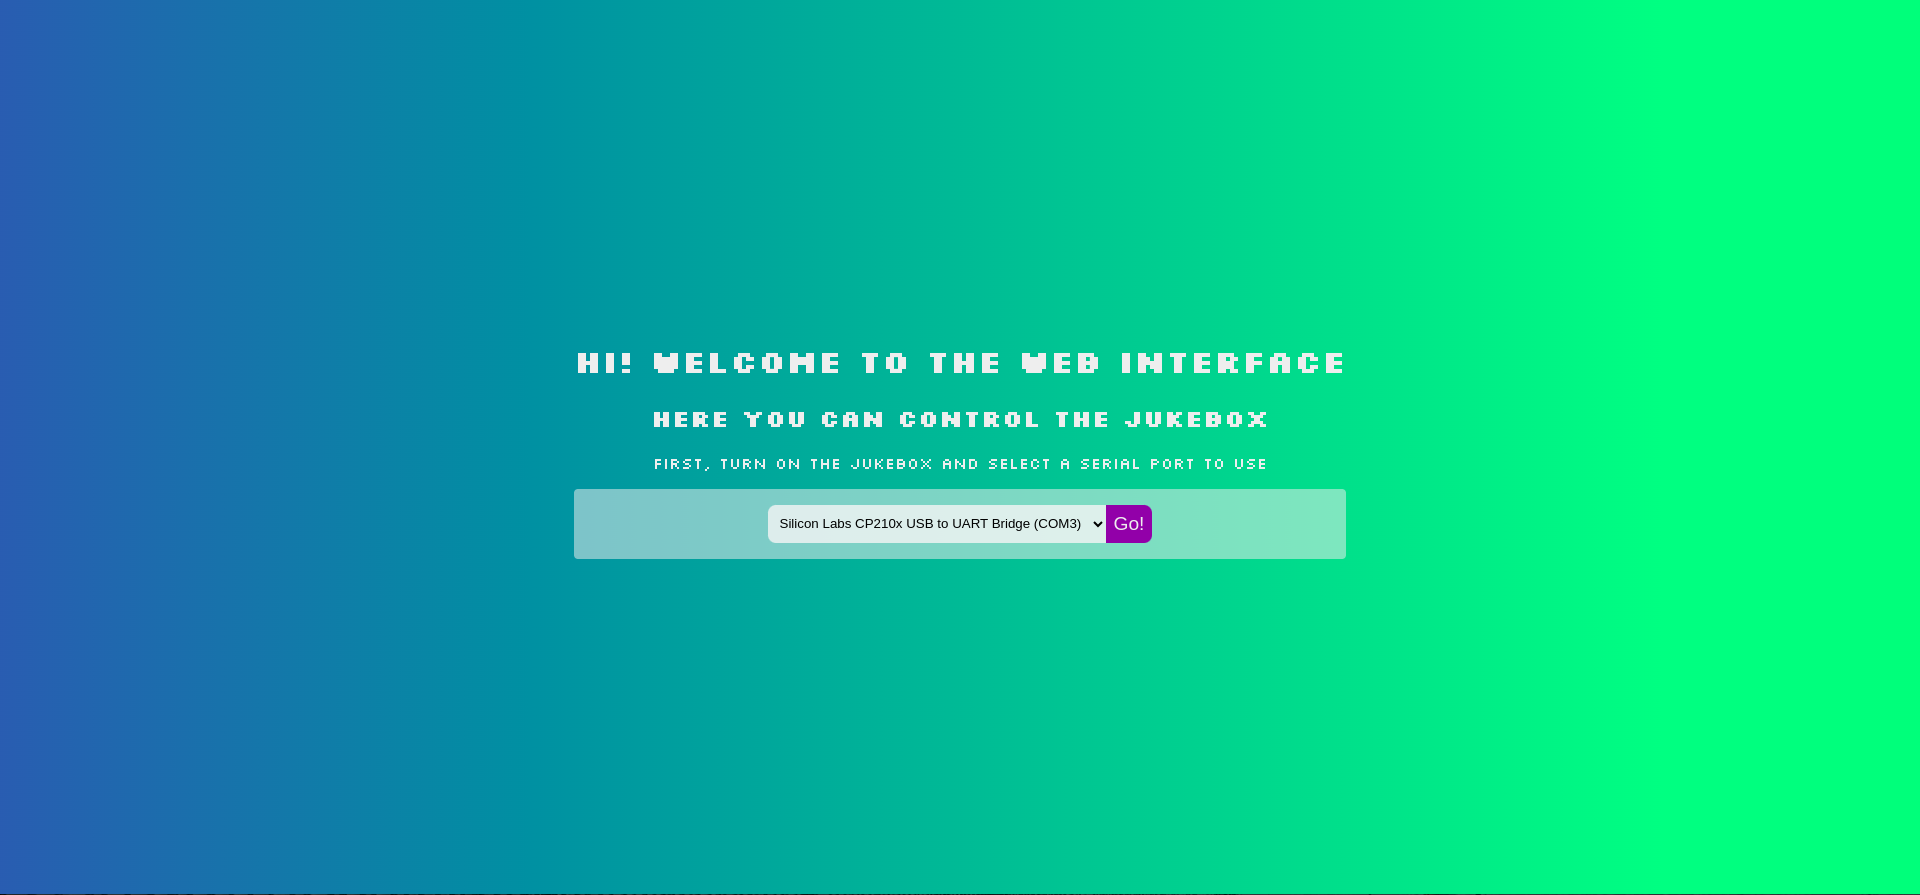 HI! WELCOME TO THE WEB INTERFACE
HERE YOU CAN CONTROL THE JUKEBOX
FIRST, TURN ON THE JUKEBOX AND SELECT A SERIAL PORT TO USE
Silicon Labs CP210x USB to UART Bridge (COM3) Go!